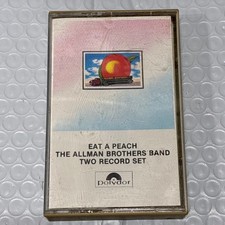 EAT A PEACH
THE ALLMAN BROTHERS BAND
TWO RECORD SET
Polydor